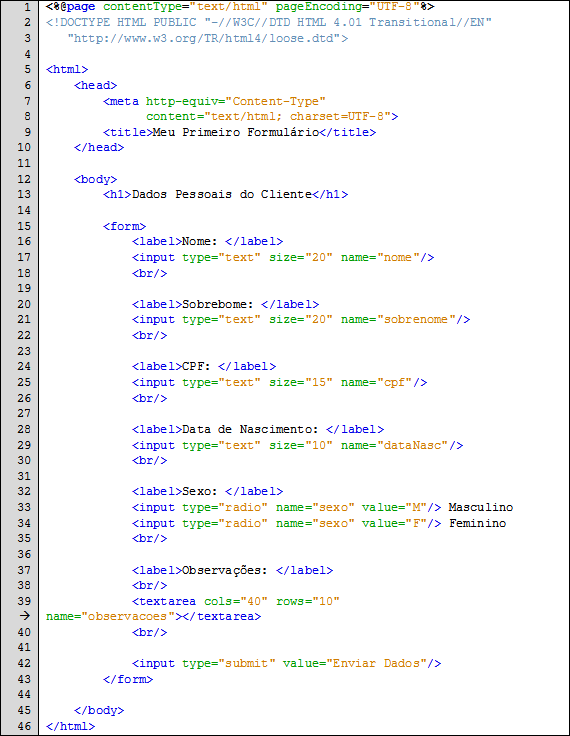 1 <%@page contentType="text/html" pageEncoding="UTF-8"%>
2 <!DOCTYPE HTML PUBLIC "-//W3C//DTD HTML 4.01 Transitional//EN"
3 "http://www.w3.org/TR/html4/loose.dtd">
4
5 <html>
6 <head>
7 <meta http-equiv="Content-Type"
8 content="text/html; charset=UTF-8">
9 <title>Meu Primeiro Formulário</title>
10 </head>
11
12 <body>
13 <h1>Dados Pessoais do Cliente</h1>
14
15 <form>
16 <label>Nome: </label>
17 <input type="text" size="20" name="nome"/>
18 <br/>
19
20 <label>Sobrebome: </label>
21 <input type="text" size="20" name="sobrenome"/>
22 <br/>
23
24 <label>CPF: </label>
25 <input type="text" size="15" name="cpf"/>
26 <br/>
27
28 <label>Data de Nascimento: </label>
29 <input type="text" size="10" name="dataNasc"/>
30 <br/>
31
32 <label>Sexo: </label>
33 <input type="radio" name="sexo" value="M"/> Masculino
34 <input type="radio" name="sexo" value="F"/> Feminino
35 <br/>
36
37 <label>Observações: </label>
38 <br/>
39 <textarea cols="40" rows="10"
→ name="observacoes"></textarea>
40 <br/>
41
42 <input type="submit" value="Enviar Dados"/>
43 </form>
44
45 </body>
46 </html>